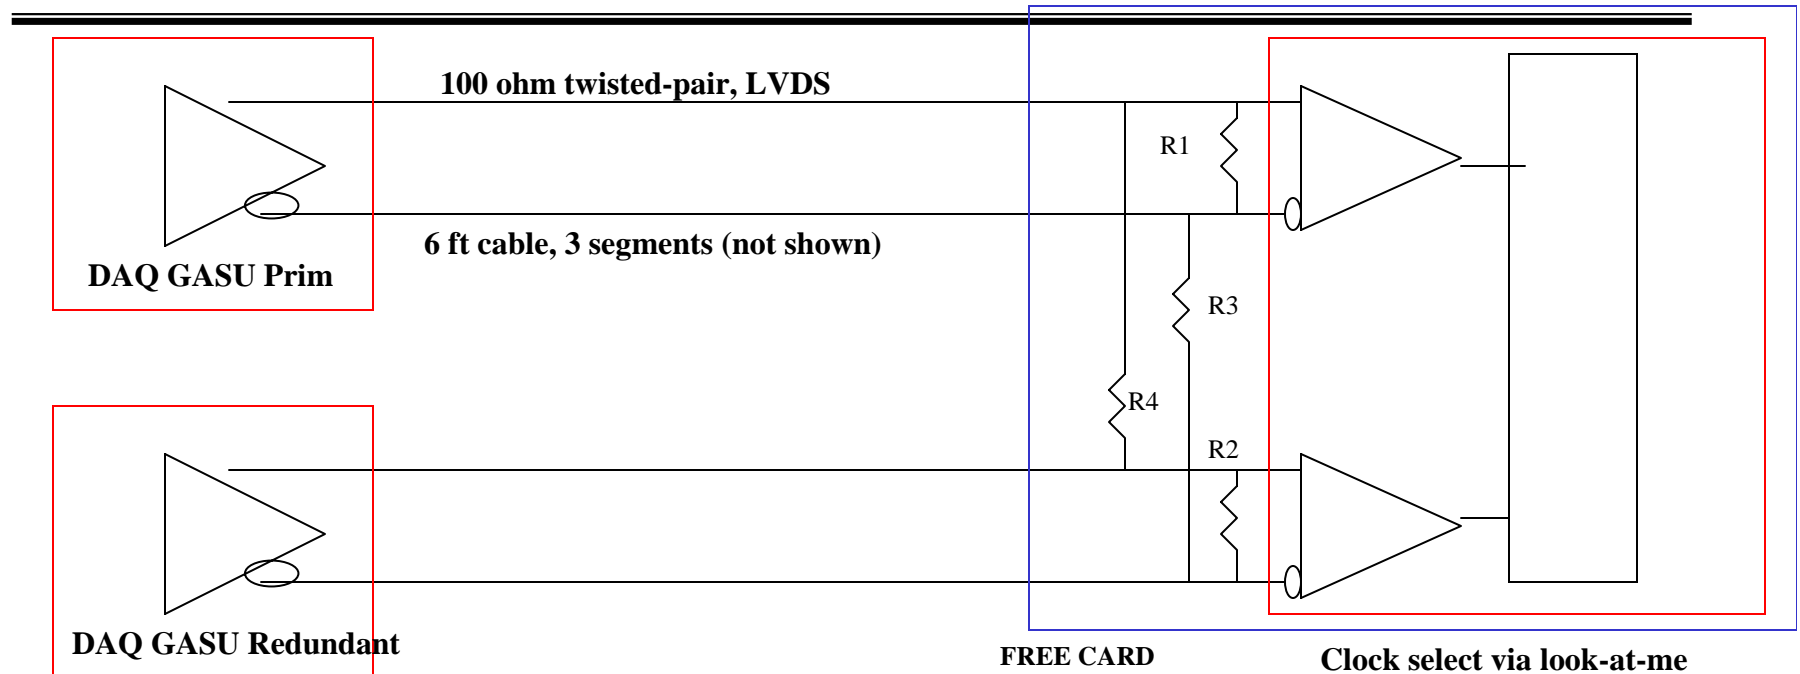 100 ohm twisted-pair, LVDS
R1
6 ft cable, 3 segments (not shown)
DAQ GASU Prim
R3
R4
R2
DAQ GASU Redundant
FREE CARD
Clock select via look-at-me